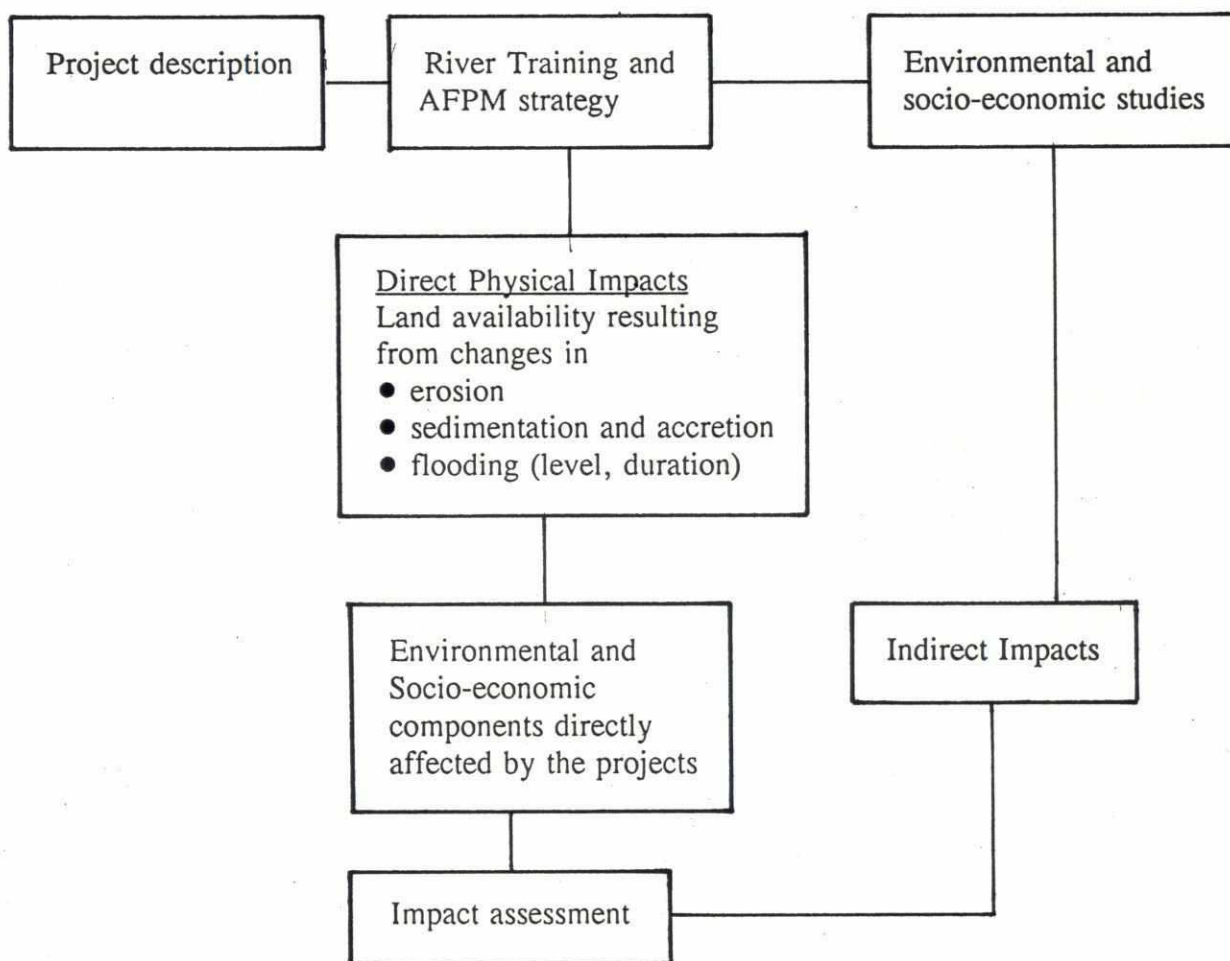 Project description
River Training and
AFPM strategy
Environmental and
socio-economic studies
Direct Physical Impacts
Land availability resulting
from changes in
● erosion
● sedimentation and accretion
● flooding (level, duration)
Environmental and
Socio-economic
components directly
affected by the projects
Indirect Impacts
Impact assessment